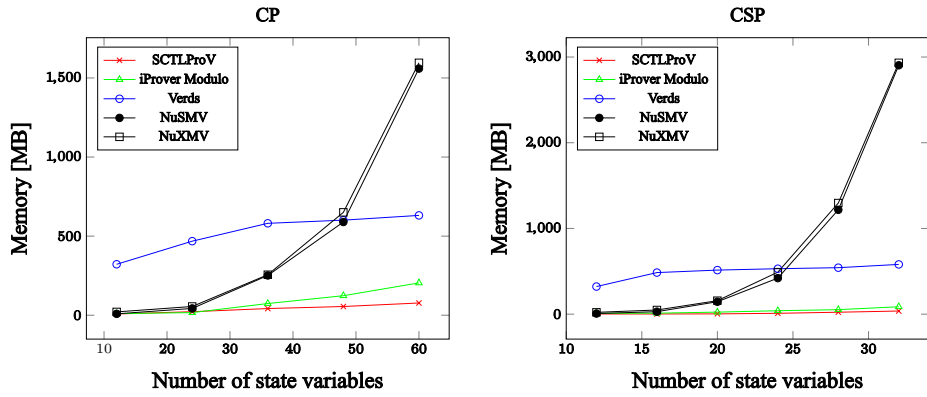 CP
SCTLProV
iProver Modulo
Verds
NuSMV
NuXMV
Memory [MB]
1,500
1,000
500
0
10 20 30 40 50 60
Number of state variables
CSP
SCTLProV
iProver Modulo
Verds
NuSMV
NuXMV
Memory [MB]
3,000
2,000
1,000
0
10 15 20 25 30
Number of state variables